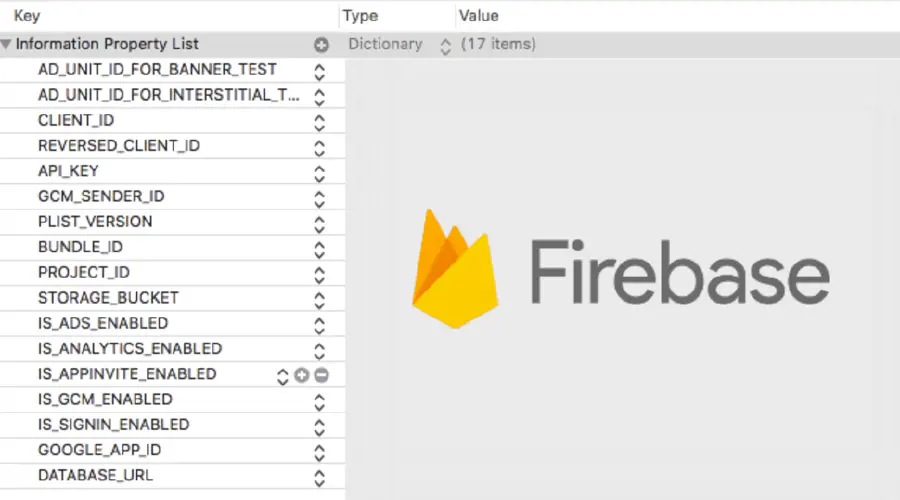 Key Type Value
Information Property List Dictionary (17 items)
AD_UNIT_ID_FOR_BANNER_TEST
AD_UNIT_ID_FOR_INTERSTITIAL_T...
CLIENT_ID
REVERSED_CLIENT_ID
API_KEY
GCM_SENDER_ID
PLIST_VERSION
BUNDLE_ID
PROJECT_ID
STORAGE_BUCKET
IS_ADS_ENABLED
IS_ANALYTICS_ENABLED
IS_APPINVITE_ENABLED
IS_GCM_ENABLED
IS_SIGNIN_ENABLED
GOOGLE_APP_ID
DATABASE_URL
Firebase